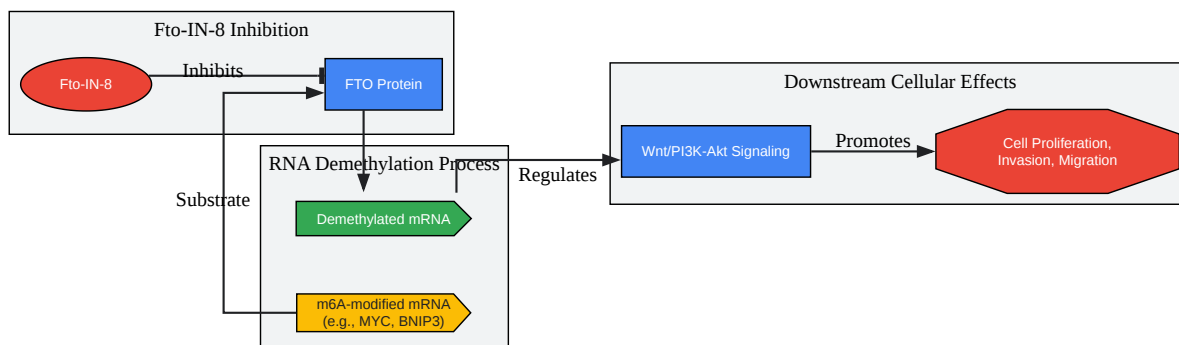 Fto-IN-8 Inhibition
Fto-IN-8
Inhibits
FTO Protein
RNA Demethylation Process
Substrate
Demethylated mRNA
m6A-modified mRNA
(e.g., MYC, BNIP3)
Regulates
Downstream Cellular Effects
Wnt/PI3K-Akt Signaling
Promotes
Cell Proliferation,
Invasion, Migration